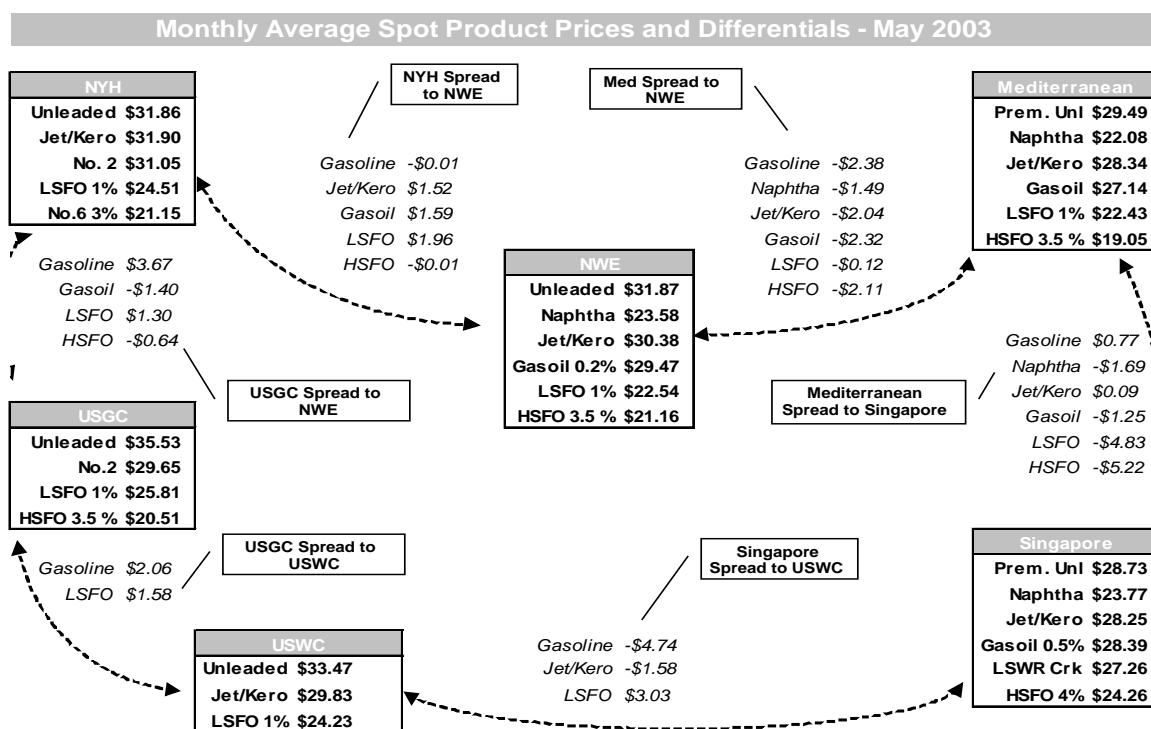 Monthly Average Spot Product Prices and Differentials - May 2003
NYH
Unleaded $31.86
Jet/Kero $31.90
No. 2 $31.05
LSFO 1% $24.51
No.6 3% $21.15
NYH Spread
to NWE
Gasoline -$0.01
Jet/Kero $1.52
Gasoil $1.59
LSFO $1.96
HSFO -$0.01
Med Spread to
NWE
Gasoline -$2.38
Naphtha -$1.49
Jet/Kero -$2.04
Gasoil -$2.32
LSFO -$0.12
HSFO -$2.11
Mediterranean
Prem. Unl $29.49
Naphtha $22.08
Jet/Kero $28.34
Gasoil $27.14
LSFO 1% $22.43
HSFO 3.5 % $19.05
Gasoline $3.67
Gasoil -$1.40
LSFO $1.30
HSFO -$0.64
USGC Spread to
NWE
NWE
Unleaded $31.87
Naphtha $23.58
Jet/Kero $30.38
Gasoil 0.2% $29.47
LSFO 1% $22.54
HSFO 3.5 % $21.16
Mediterranean
Spread to Singapore
Gasoline $0.77
Naphtha -$1.69
Jet/Kero $0.09
Gasoil -$1.25
LSFO -$4.83
HSFO -$5.22
USGC
Unleaded $35.53
No.2 $29.65
LSFO 1% $25.81
HSFO 3.5 % $20.51
USGC Spread to
USWC
Gasoline $2.06
LSFO $1.58
Singapore
Spread to USWC
Gasoline -$4.74
Jet/Kero -$1.58
LSFO $3.03
Singapore
Prem. Unl $28.73
Naphtha $23.77
Jet/Kero $28.25
Gasoil 0.5% $28.39
LSWR Crk $27.26
HSFO 4% $24.26
USWC
Unleaded $33.47
Jet/Kero $29.83
LSFO 1% $24.23